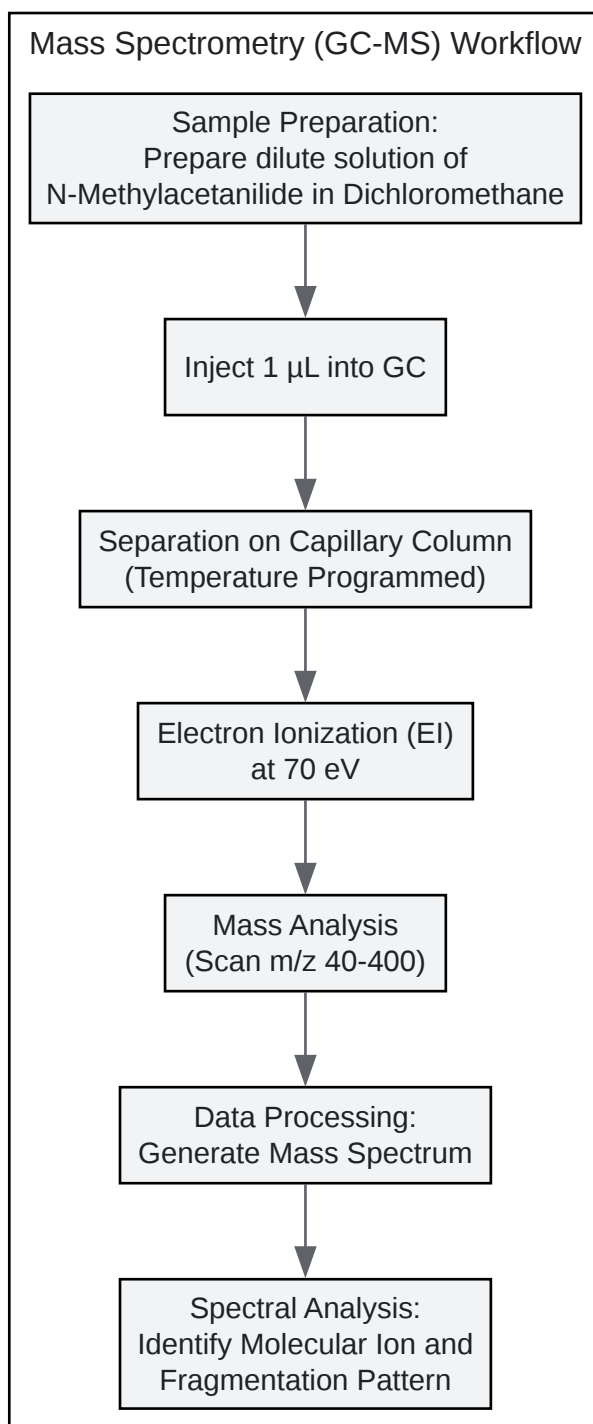 Mass Spectrometry (GC-MS) Workflow
Sample Preparation:
Prepare dilute solution of
N-Methylacetanilide in Dichloromethane
Inject 1 µL into GC
Separation on Capillary Column
(Temperature Programmed)
Electron Ionization (EI)
at 70 eV
Mass Analysis
(Scan m/z 40-400)
Data Processing:
Generate Mass Spectrum
Spectral Analysis:
Identify Molecular Ion and
Fragmentation Pattern